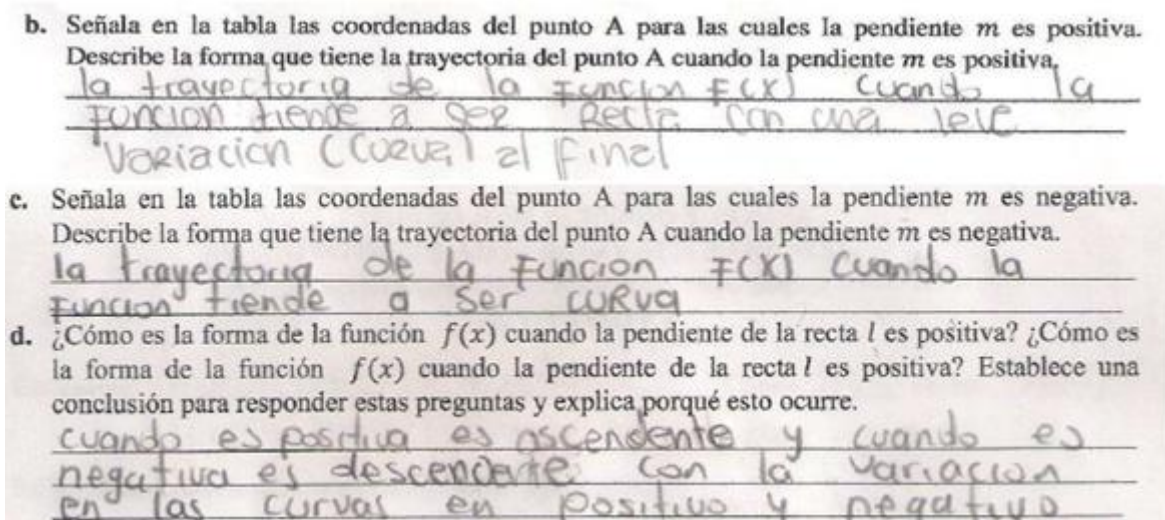 b. Señala en la tabla las coordenadas del punto A para las cuales la pendiente m es positiva.
Describe la forma que tiene la trayectoria del punto A cuando la pendiente m es positiva.
la trayectoria de la Funcion F(X) Cuando la
Funcion tiende a seR Recta con una leve
VaRiacion (CuRva) al Final
c. Señala en la tabla las coordenadas del punto A para las cuales la pendiente m es negativa.
Describe la forma que tiene la trayectoria del punto A cuando la pendiente m es negativa.
la trayectoria de la Funcion F(X) Cuando la
Funcion tiende a Ser CURva
d. ¿Cómo es la forma de la función f(x) cuando la pendiente de la recta l es positiva? ¿Cómo es
la forma de la función f(x) cuando la pendiente de la recta l es positiva? Establece una
conclusión para responder estas preguntas y explica porqué esto ocurre.
cuando es positiva es ascendente y cuando es
negativa es descendente con la variacion
en las curvas en positivo y negativo